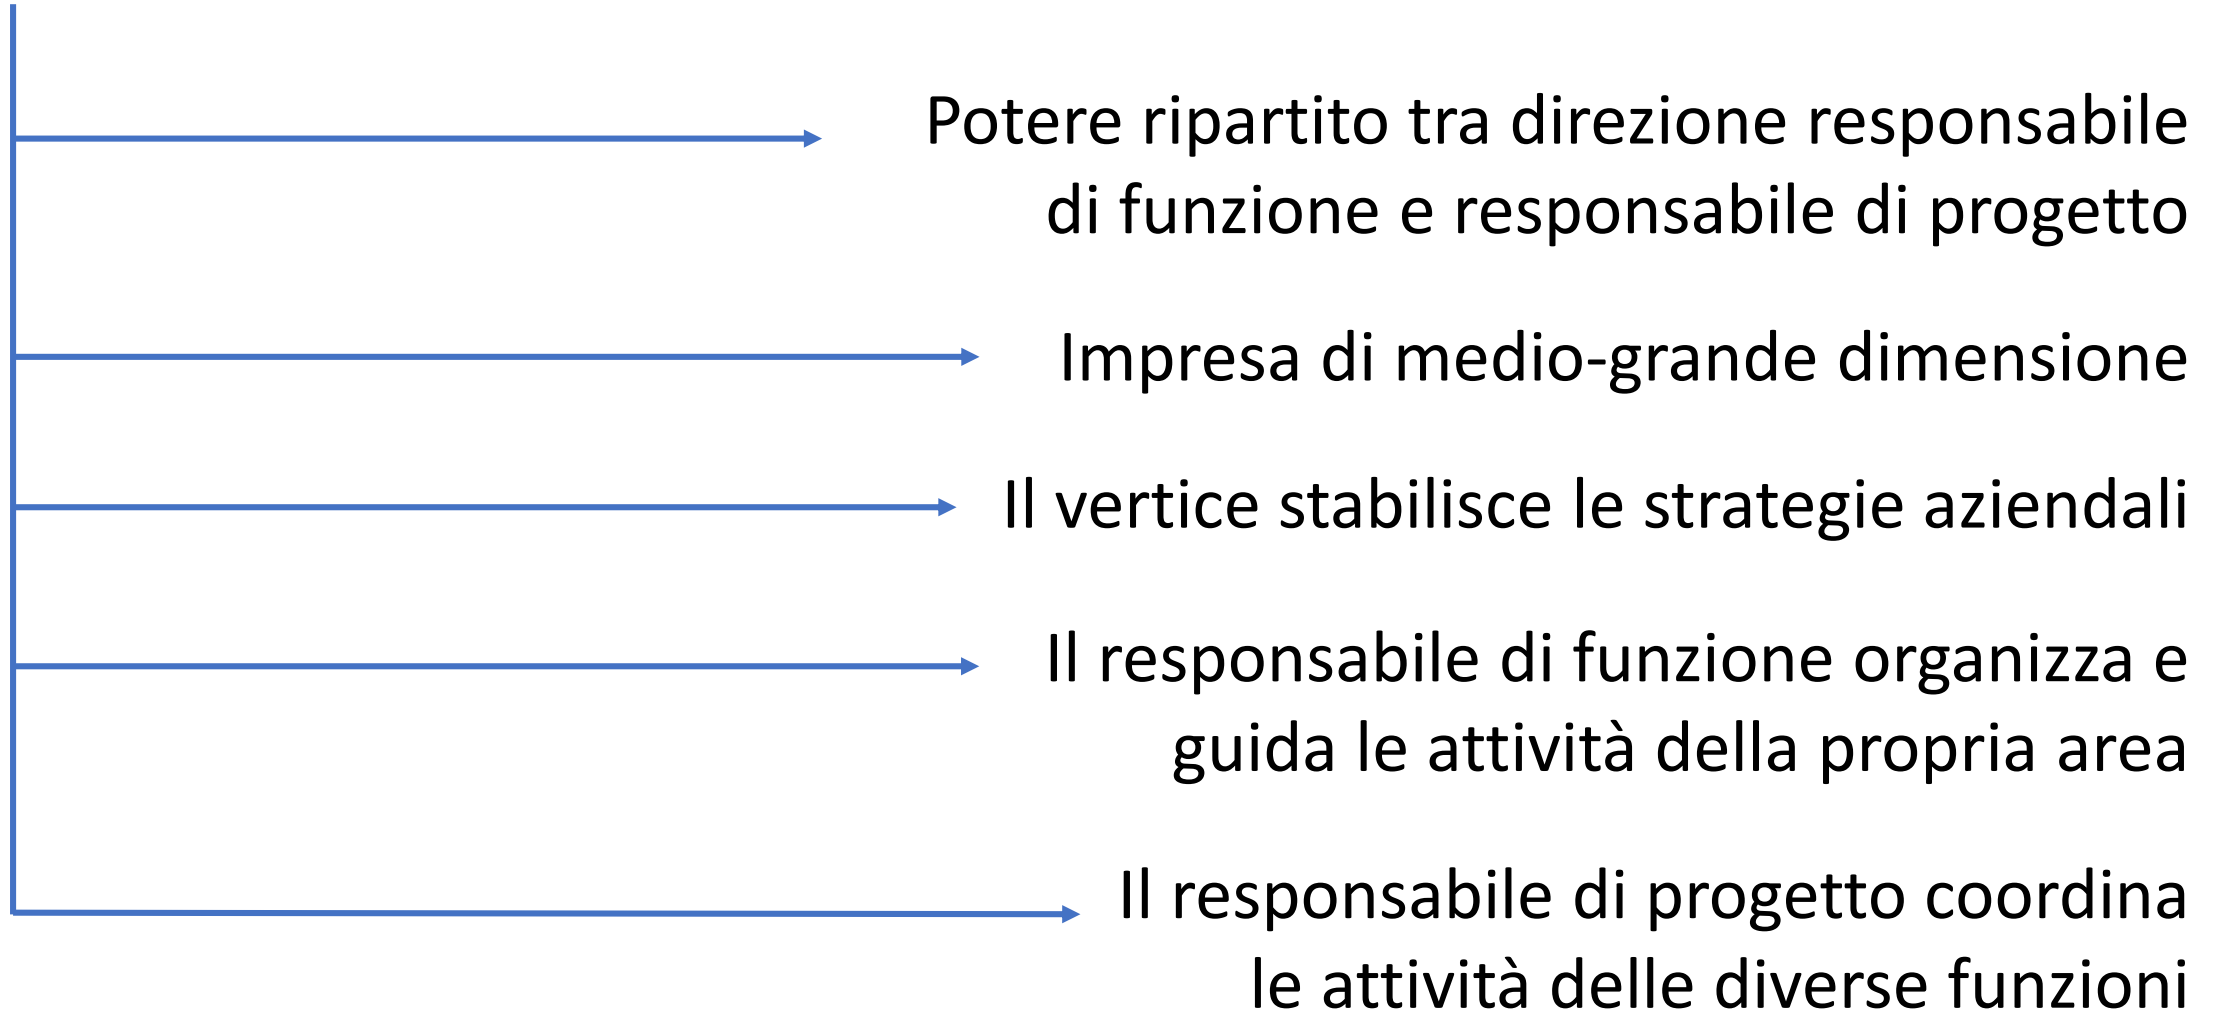 Potere ripartito tra direzione responsabile
di funzione e responsabile di progetto
Impresa di medio-grande dimensione
Il vertice stabilisce le strategie aziendali
Il responsabile di funzione organizza e
guida le attività della propria area
Il responsabile di progetto coordina
le attività delle diverse funzioni